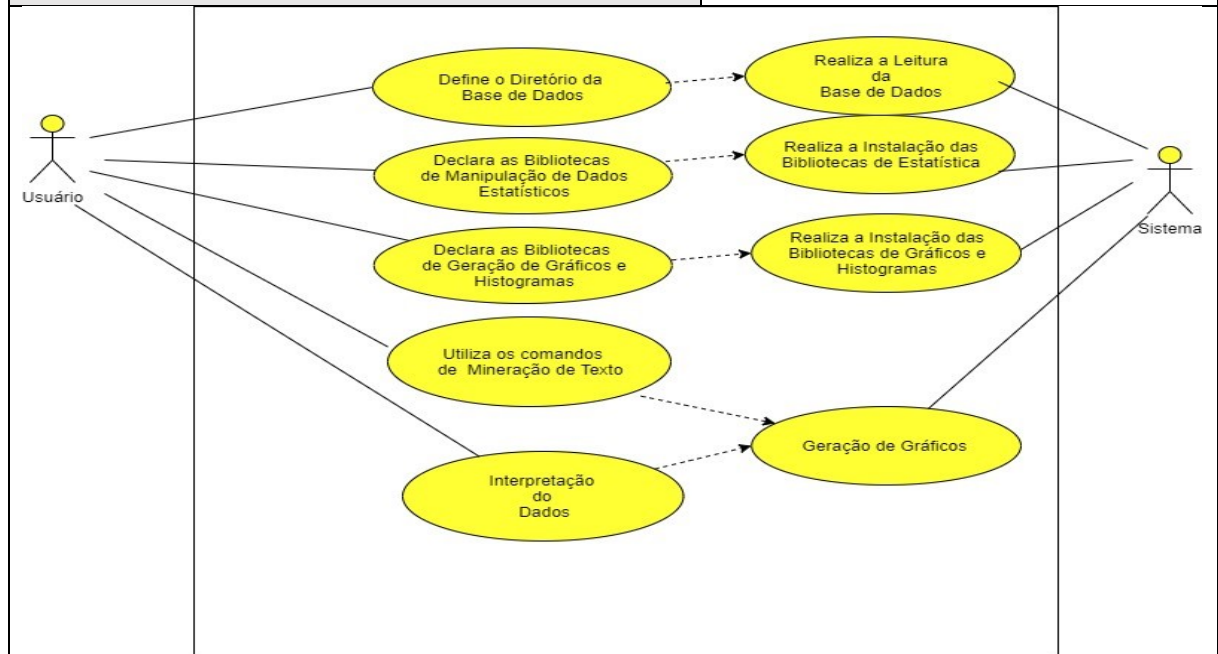 Define o Diretório da
Base de Dados
Realiza a Leitura
da
Base de Dados
Declara as Bibliotecas
de Manipulação de Dados
Estatísticos
Realiza a Instalação das
Bibliotecas de Estatística
Usuário
Sistema
Declara as Bibliotecas
de Geração de Gráficos e
Histogramas
Realiza a Instalação das
Bibliotecas de Gráficos e
Histogramas
Utiliza os comandos
de Mineração de Texto
Geração de Gráficos
Interpretação
do
Dados